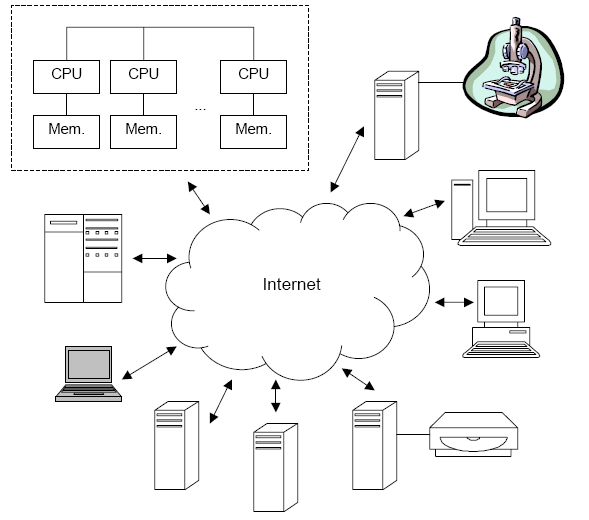 CPU CPU CPU
...
Mem. Mem. Mem.
Internet